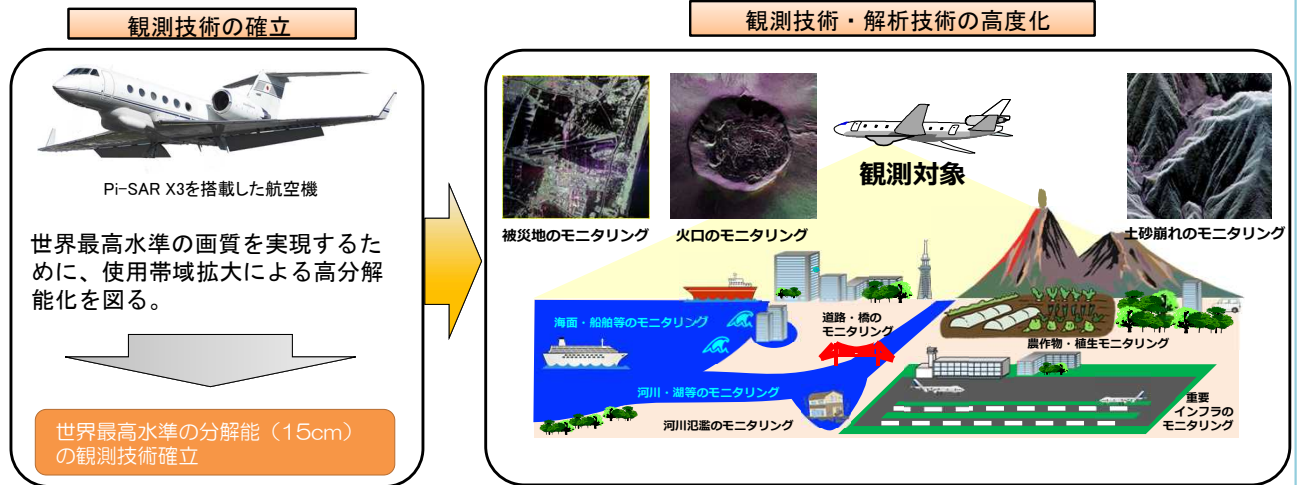 観測技術の確立
Pi-SAR X3を搭載した航空機
世界最高水準の画質を実現するた
めに、使用帯域拡大による高分解
能化を図る。
世界最高水準の分解能（15cm）
の観測技術確立
観測技術・解析技術の高度化
観測対象
被災地のモニタリング
火口のモニタリング
土砂崩れのモニタリング
海面・船舶等のモニタリング
道路・橋の
モニタリング
農作物・植生モニタリング
河川・湖等のモニタリング
河川氾濫のモニタリング
重要
インフラの
モニタリング